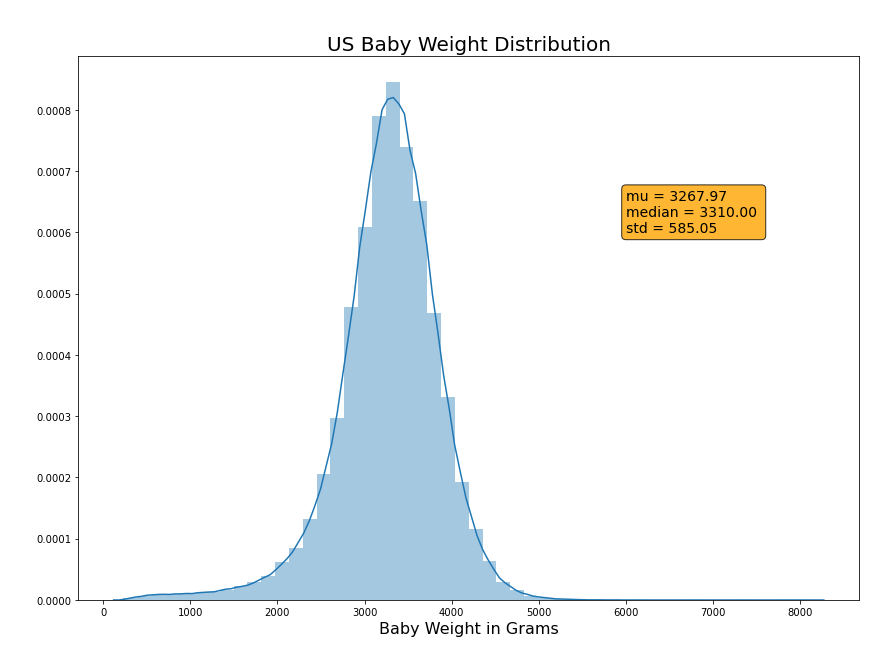 US Baby Weight Distribution
0.0008
0.0007
mu = 3267.97
median = 3310.00
std = 585.05
0.0006
0.0005
0.0004
0.0003
0.0002
0.0001
0.0000
0 1000 2000 3000 4000 5000 6000 7000 8000
Baby Weight in Grams